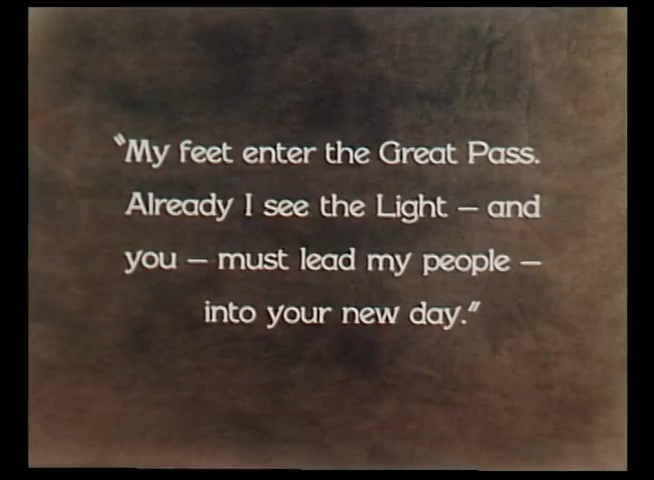 "My feet enter the Great Pass.
Already I see the Light — and
you — must lead my people —
into your new day."